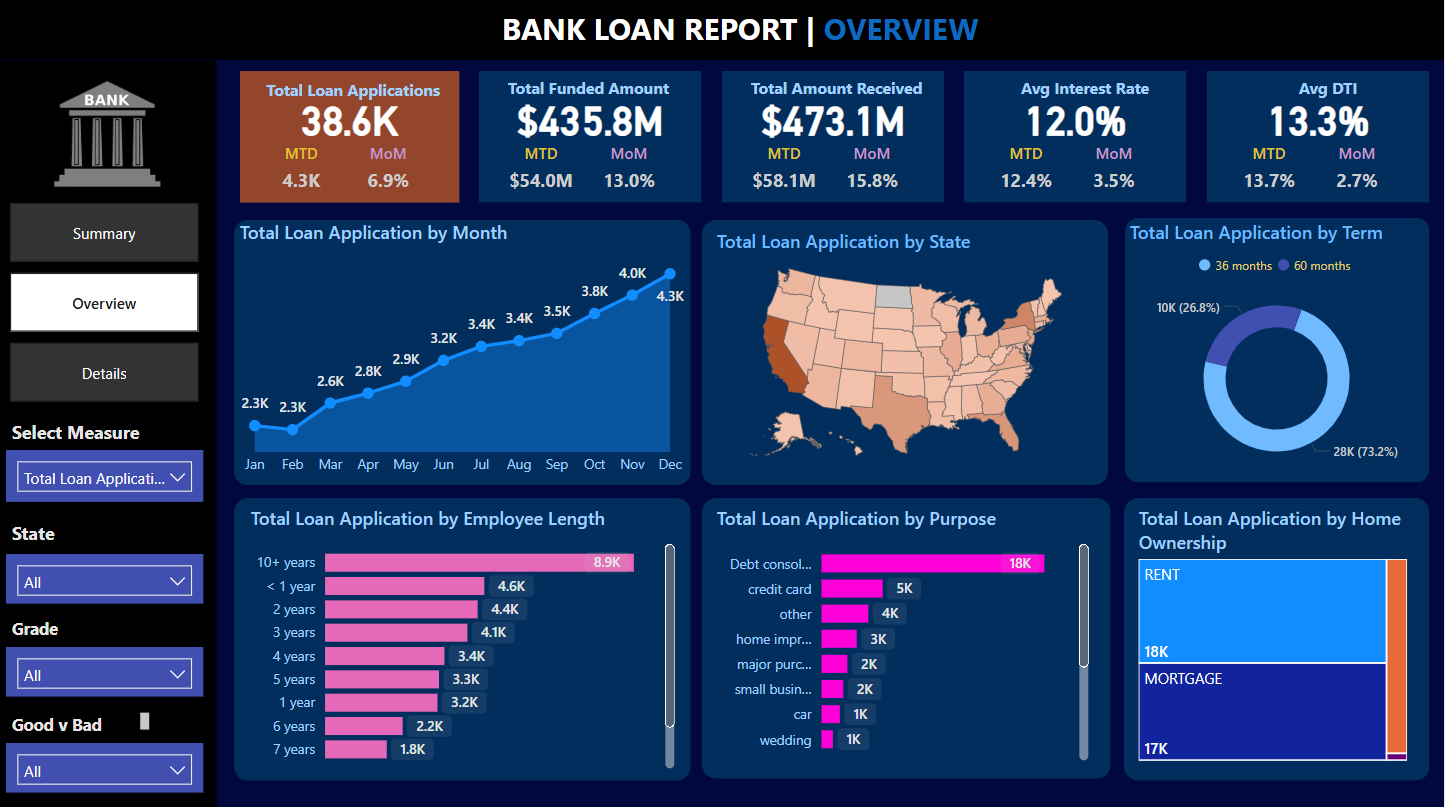 BANK LOAN REPORT | OVERVIEW
BANK
Summary
Overview
Details
Select Measure
Total Loan Applicati...
State
All
Grade
All
Good v Bad
All
Total Loan Applications
38.6K
MTD MoM
4.3K 6.9%
Total Funded Amount
$435.8M
MTD MoM
$54.0M 13.0%
Total Amount Received
$473.1M
MTD MoM
$58.1M 15.8%
Avg Interest Rate
12.0%
MTD MoM
12.4% 3.5%
Avg DTI
13.3%
MTD MoM
13.7% 2.7%
Total Loan Application by Month
2.3K 2.3K 2.6K 2.8K 2.9K 3.2K 3.4K 3.4K 3.5K 3.8K 4.0K 4.3K
Jan Feb Mar Apr May Jun Jul Aug Sep Oct Nov Dec
Total Loan Application by State
Total Loan Application by Term
36 months 60 months
10K (26.8%)
28K (73.2%)
Total Loan Application by Employee Length
10+ years 8.9K
< 1 year 4.6K
2 years 4.4K
3 years 4.1K
4 years 3.4K
5 years 3.3K
1 year 3.2K
6 years 2.2K
7 years 1.8K
Total Loan Application by Purpose
Debt consol... 18K
credit card 5K
other 4K
home impr... 3K
major purc... 2K
small busin... 2K
car 1K
wedding 1K
Total Loan Application by Home
Ownership
RENT
18K
MORTGAGE
17K